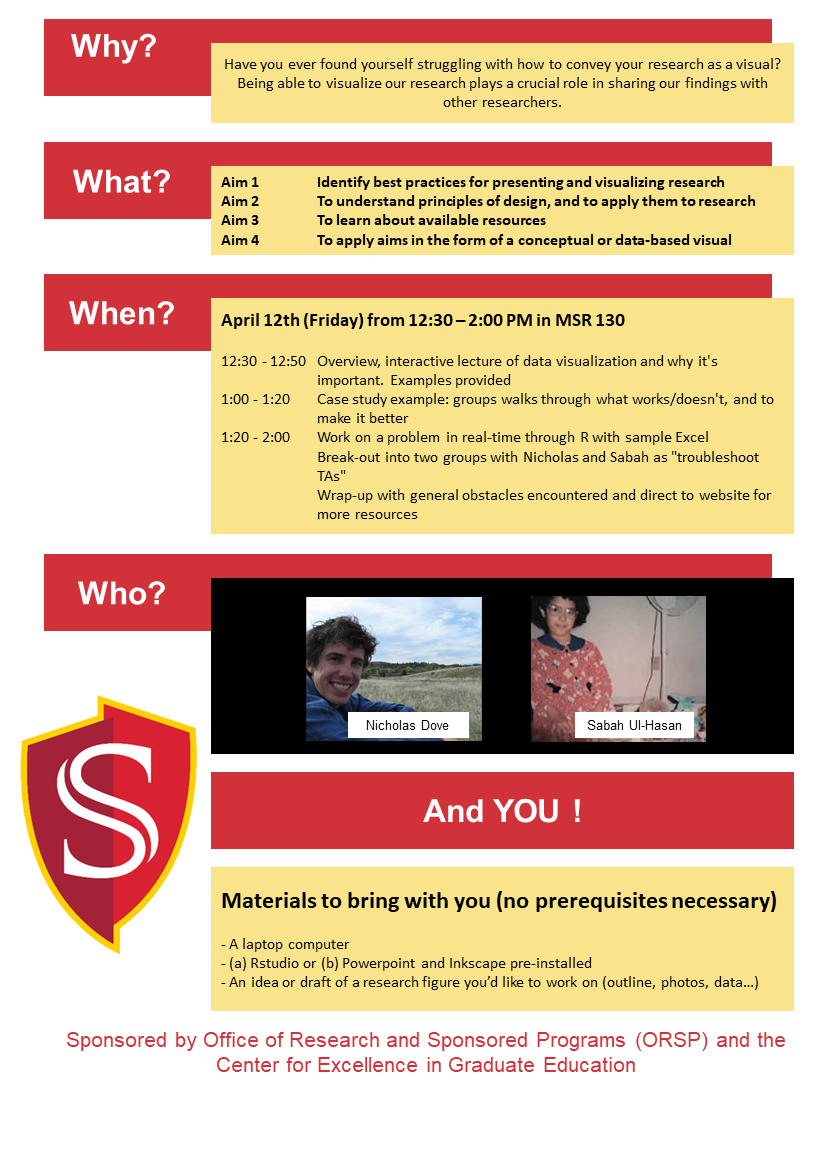 Why?
Have you ever found yourself struggling with how to convey your research as a visual?
Being able to visualize our research plays a crucial role in sharing our findings with
other researchers.
What?
Aim 1 Identify best practices for presenting and visualizing research
Aim 2 To understand principles of design, and to apply them to research
Aim 3 To learn about available resources
Aim 4 To apply aims in the form of a conceptual or data-based visual
When?
April 12th (Friday) from 12:30 – 2:00 PM in MSR 130
12:30 - 12:50 Overview, interactive lecture of data visualization and why it's
important. Examples provided
1:00 - 1:20 Case study example: groups walks through what works/doesn't, and to
make it better
1:20 - 2:00 Work on a problem in real-time through R with sample Excel
Break-out into two groups with Nicholas and Sabah as "troubleshoot
TAs"
Wrap-up with general obstacles encountered and direct to website for
more resources
Who?
Nicholas Dove
Sabah Ul-Hasan
S
And YOU !
Materials to bring with you (no prerequisites necessary)
- A laptop computer
- (a) Rstudio or (b) Powerpoint and Inkscape pre-installed
- An idea or draft of a research figure you’d like to work on (outline, photos, data…)
Sponsored by Office of Research and Sponsored Programs (ORSP) and the
Center for Excellence in Graduate Education